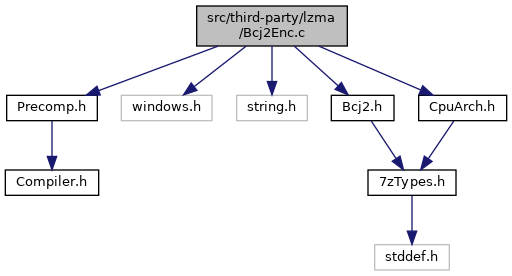 src/third-party/lzma
/Bcj2Enc.c
Precomp.h
windows.h
string.h
Bcj2.h
CpuArch.h
Compiler.h
7zTypes.h
stddef.h